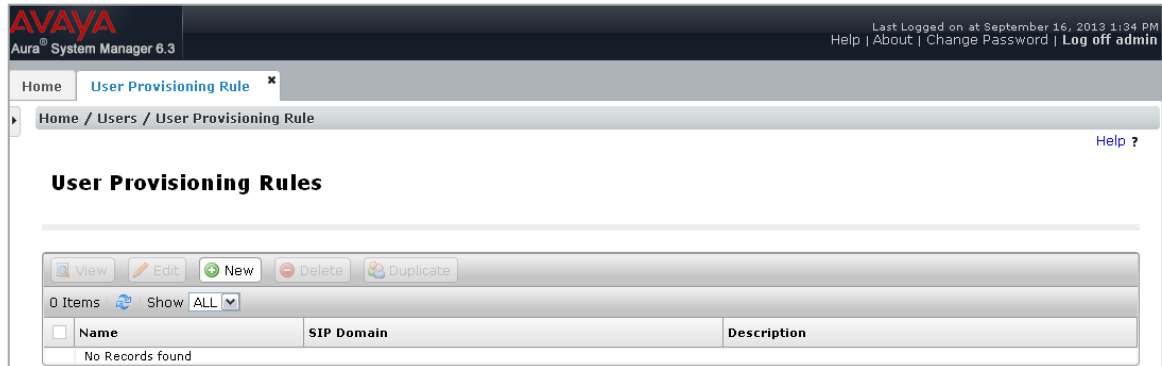 AVAYA
Aura® System Manager 6.3
Last Logged on at September 16, 2013 1:34 PM
Help | About | Change Password | Log off admin
Home
User Provisioning Rule ✖
Home / Users / User Provisioning Rule
Help ?
User Provisioning Rules
View Edit New Delete Duplicate
0 Items Show ALL
Name SIP Domain Description
No Records found